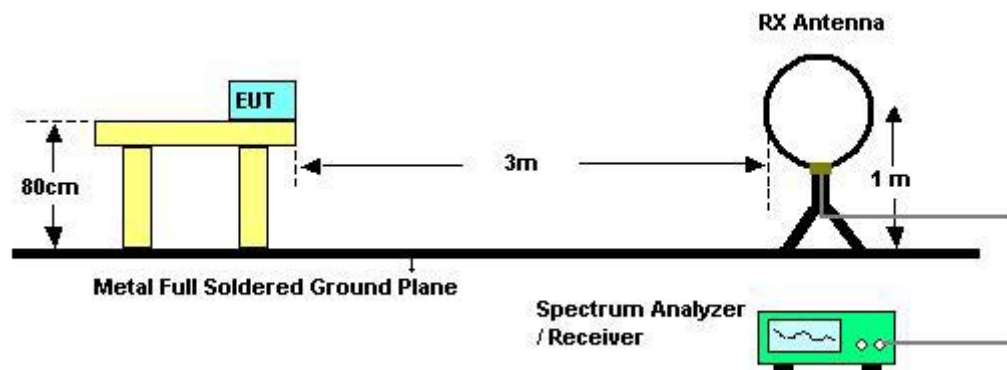 RX Antenna
EUT
3m
80cm
1 m
Metal Full Soldered Ground Plane
Spectrum Analyzer
/ Receiver